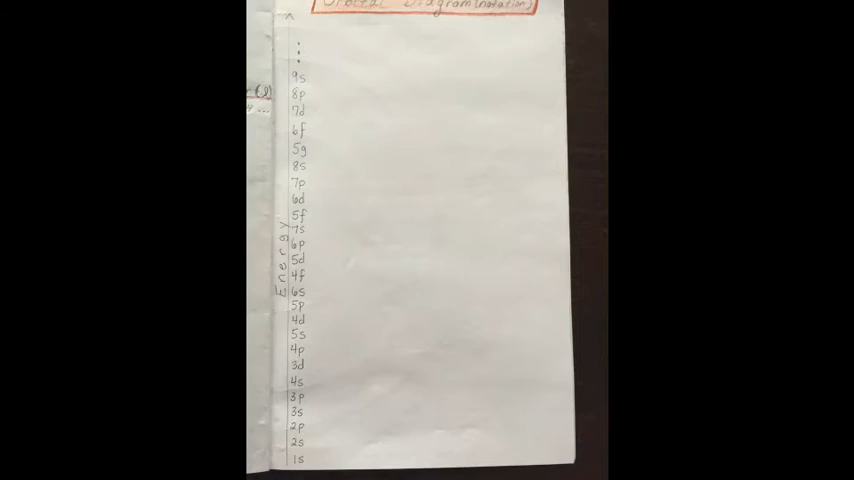 Orbital Diagram (notation)
9s
8p
7d
6f
5g
8s
7p
6d
5f
7s
6p
5d
4f
6s
5p
4d
5s
4p
3d
4s
3p
3s
2p
2s
1s
Energy